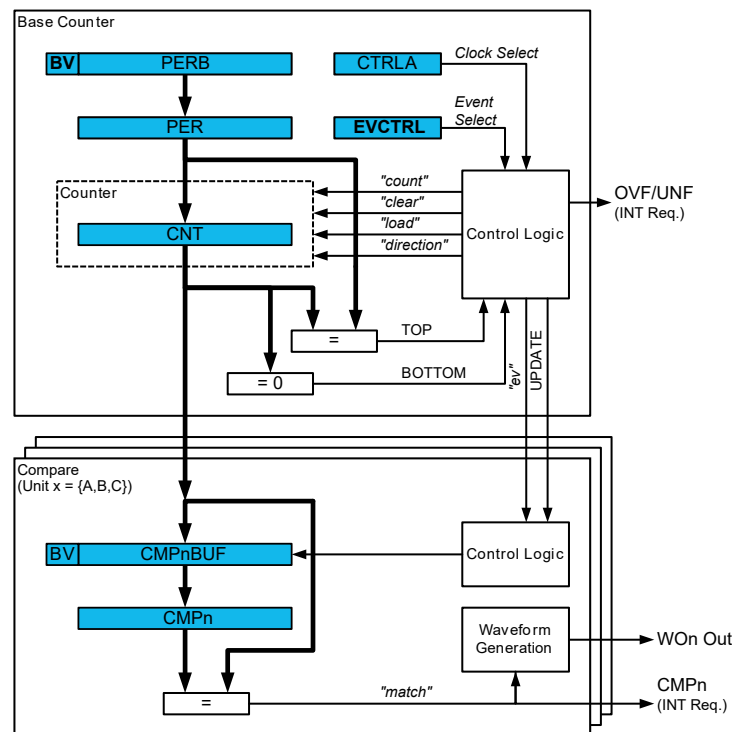 Base Counter
BV
PERB
CTRLA
Clock Select
Event
Select
PER
EVCTRL
Counter
"count"
"clear"
"load"
"direction"
CNT
Control Logic
OVF/UNF
(INT Req.)
=
TOP
= 0
BOTTOM
"ev"
UPDATE
Compare
(Unit x = {A,B,C})
BV
CMPnBUF
Control Logic
CMPn
Waveform
Generation
WOn Out
=
"match"
CMPn
(INT Req.)